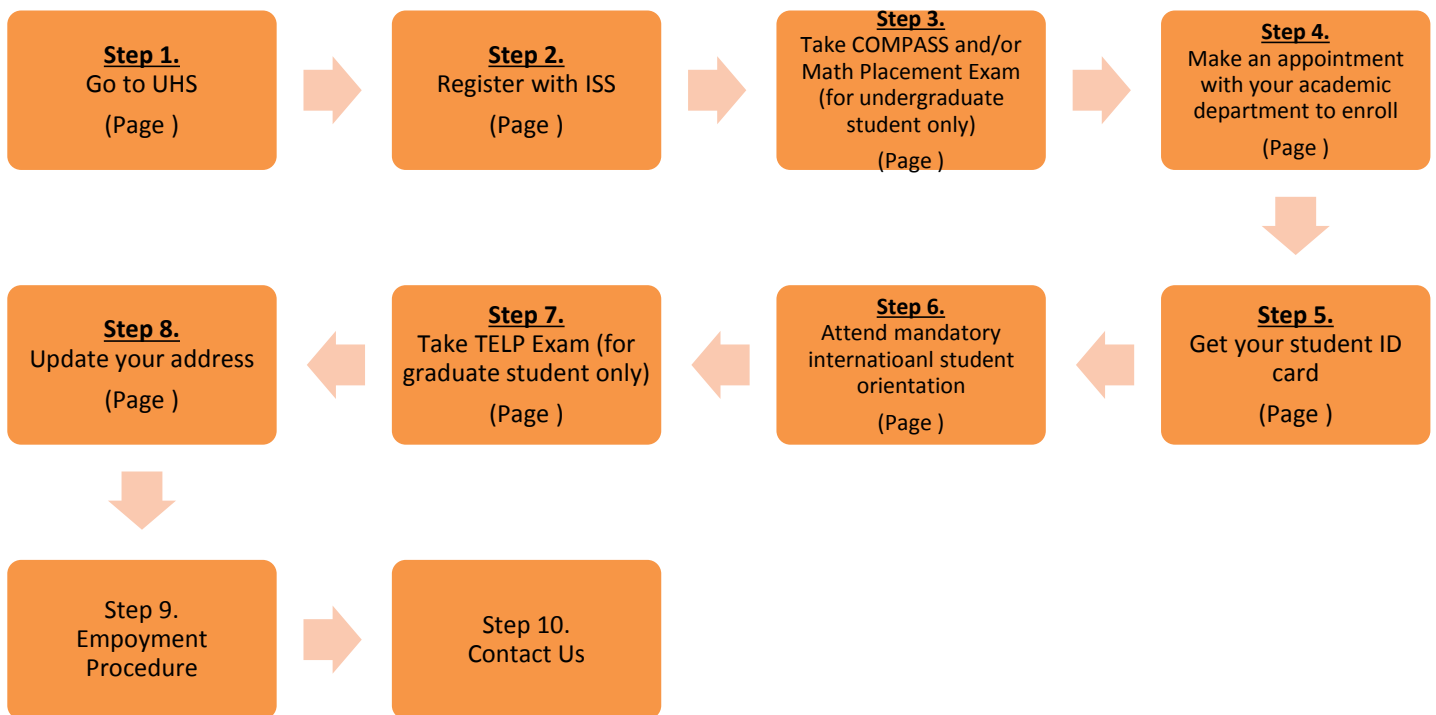 Step 1.
Go to UHS
(Page )
Step 2.
Register with ISS
(Page )
Step 3.
Take COMPASS and/or
Math Placement Exam
(for undergraduate
student only)
(Page )
Step 4.
Make an appointment
with your academic
department to enroll
(Page )
Step 5.
Get your student ID
card
(Page )
Step 6.
Attend mandatory
internatioanl student
orientation
(Page )
Step 7.
Take TELP Exam (for
graduate student only)
(Page )
Step 8.
Update your address
(Page )
Step 9.
Empoyment
Procedure
Step 10.
Contact Us